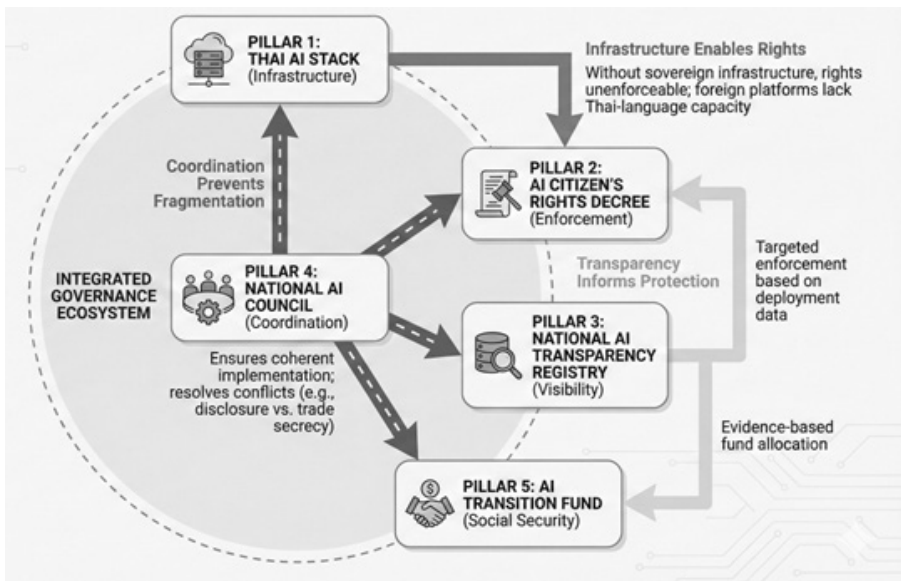 PILLAR 1:
THAI AI STACK
(Infrastructure)
Infrastructure Enables Rights
Without sovereign infrastructure, rights
unenforceable; foreign platforms lack
Thai-language capacity
Coordination
Prevents
Fragmentation
PILLAR 2:
AI CITIZEN'S
RIGHTS DECREE
(Enforcement)
INTEGRATED
GOVERNANCE
ECOSYSTEM
PILLAR 4:
NATIONAL AI
COUNCIL
(Coordination)
Transparency
Informs Protection
Targeted
enforcement
based on
deployment
data
PILLAR 3:
NATIONAL AI
TRANSPARENCY
REGISTRY
(Visibility)
Ensures coherent
implementation;
resolves conflicts (e.g.,
disclosure vs. trade
secrecy)
Evidence-based
fund allocation
PILLAR 5: AI
TRANSITION FUND
(Social Security)
$